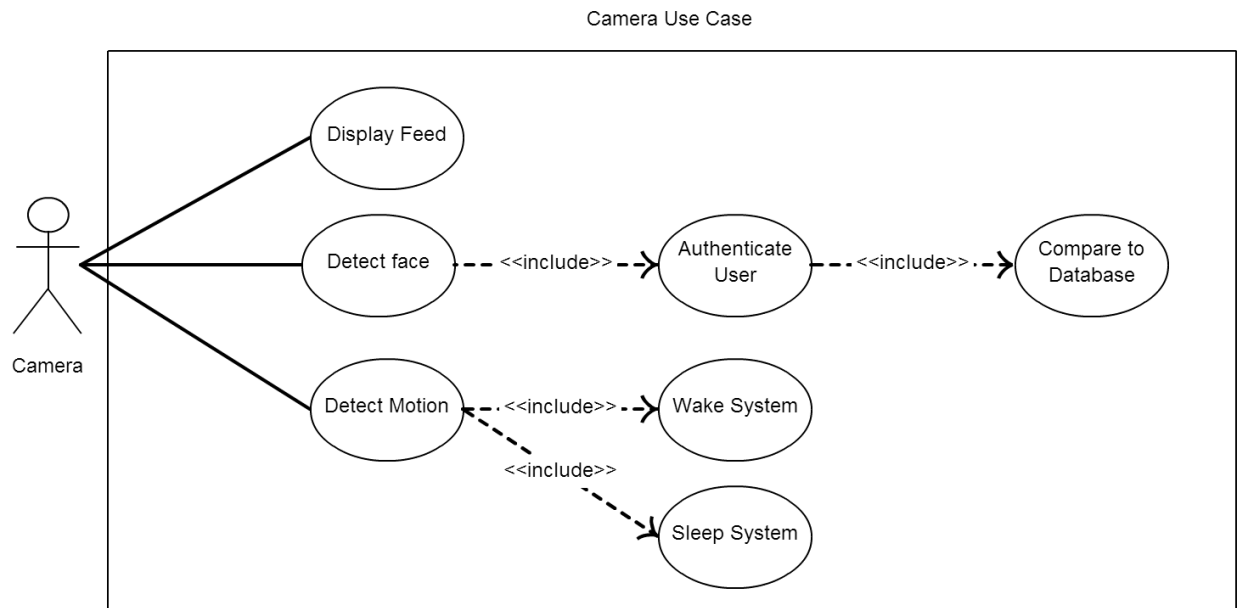 Camera Use Case
Display Feed
Detect face
<<include>>
Authenticate
User
<<include>>
Compare to
Database
Camera
Detect Motion
<<include>>
Wake System
<<include>>
Sleep System